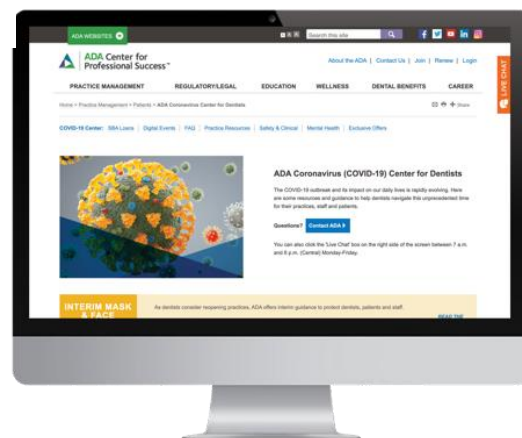 ADA WEBSITES
A A A
Search this site
ADA Center for
Professional Success™
About the ADA | Contact Us | Join | Renew | Login
PRACTICE MANAGEMENT REGULATORY/LEGAL EDUCATION WELLNESS DENTAL BENEFITS CAREER
Home > Practice Management > Patients > ADA Coronavirus Center for Dentists
Share
LIVE CHAT
COVID-19 Center: SBA Loans | Digital Events | FAQ | Practice Resources | Safety & Clinical | Mental Health | Exclusive Offers
ADA Coronavirus (COVID-19) Center for Dentists
The COVID-19 outbreak and its impact on our daily lives is rapidly evolving. Here
are some resources and guidance to help dentists navigate this unprecedented time
for their practices, staff and patients.
Questions? Contact ADA
You can also click the 'Live Chat' box on the right side of the screen between 7 a.m.
and 6 p.m. (Central) Monday-Friday.
INTERIM MASK
& FACE
As dentists consider reopening practices, ADA offers interim guidance to protect dentists, patients and staff
READ THE